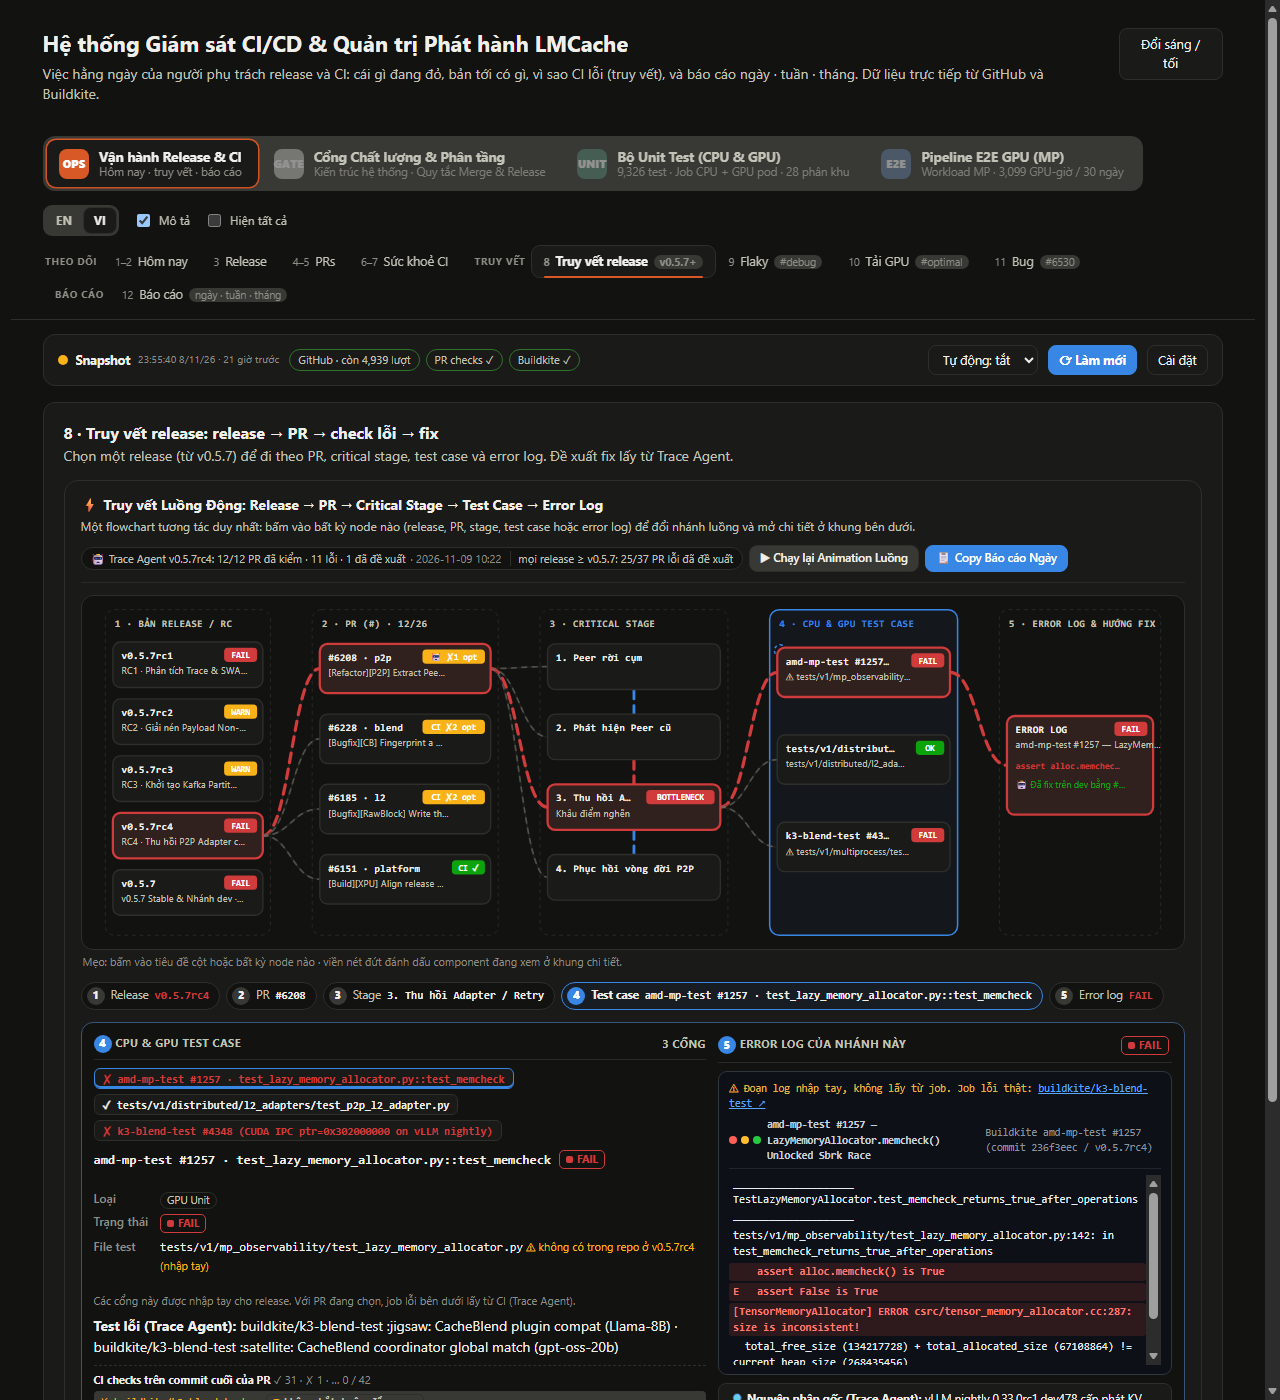 Hệ thống Giám sát CI/CD & Quản trị Phát hành LMCache
Đổi sáng /
tối
Việc hằng ngày của người phụ trách release và CI: cái gì đang đỏ, bản tới có gì, vì sao CI lỗi (truy vết), và báo cáo ngày · tuần · tháng. Dữ liệu trực tiếp từ GitHub và
Buildkite.
OPS
Vận hành Release & CI
Hôm nay · truy vết · báo cáo
GATE
Cổng Chất lượng & Phân tầng
Kiến trúc hệ thống · Quy tắc Merge & Release
UNIT
Bộ Unit Test (CPU & GPU)
9,326 test · Job CPU + GPU pod · 28 phân khu
E2E
Pipeline E2E GPU (MP)
Workload MP · 3,099 GPU-giờ / 30 ngày
EN VI Mô tả Hiện tất cả
THEO DÕI 1–2 Hôm nay 3 Release 4–5 PRs 6–7 Sức khoẻ CI TRUY VẾT 8 Truy vết release v0.5.7+ 9 Flaky #debug 10 Tải GPU #optimal 11 Bug #6530
BÁO CÁO 12 Báo cáo ngày · tuần · tháng
Snapshot 23:55:40 8/11/26 · 21 giờ trước GitHub · còn 4,939 lượt PR checks ✓ Buildkite ✓ Tự động: tắt ⟳ Làm mới Cài đặt
8 · Truy vết release: release → PR → check lỗi → fix
Chọn một release (từ v0.5.7) để đi theo PR, critical stage, test case và error log. Đề xuất fix lấy từ Trace Agent.
⚡ Truy vết Luồng Động: Release → PR → Critical Stage → Test Case → Error Log
Một flowchart tương tác duy nhất: bấm vào bất kỳ node nào (release, PR, stage, test case hoặc error log) để đổi nhánh luồng và mở chi tiết ở khung bên dưới.
🤖 Trace Agent v0.5.7rc4: 12/12 PR đã kiểm · 11 lỗi · 1 đã đề xuất · 2026-11-09 10:22 mọi release ≥ v0.5.7: 25/37 PR lỗi đã đề xuất ▶ Chạy lại Animation Luồng 📋 Copy Báo cáo Ngày
1 · BẢN RELEASE / RC
v0.5.7rc1 FAIL
RC1 · Phân tích Trace & SWA...
v0.5.7rc2 WARN
RC2 · Giải nén Payload Non-...
v0.5.7rc3 WARN
RC3 · Khởi tạo Kafka Partit...
v0.5.7rc4 FAIL
RC4 · Thu hồi P2P Adapter c...
v0.5.7 FAIL
v0.5.7 Stable & Nhánh dev -...
2 · PR (#) · 12/26
#6208 · p2p 🤖 ✗1 opt
[Refactor][P2P] Extract Pee...
#6228 · blend CI ✗2 opt
[Bugfix][CB] Fingerprint a ...
#6185 · l2 CI ✗2 opt
[Bugfix][RawBlock] Write th...
#6151 · platform CI ✓
[Build][XPU] Align release ...
3 · CRITICAL STAGE
1. Peer rời cụm
2. Phát hiện Peer cũ
3. Thu hồi A… BOTTLENECK
Khâu điểm nghẽn
4. Phục hồi vòng đời P2P
4 · CPU & GPU TEST CASE
amd-mp-test #1257… FAIL
⚠ tests/v1/mp_observability...
tests/v1/distribut… OK
tests/v1/distributed/l2_ada...
k3-blend-test #43… FAIL
⚠ tests/v1/multiprocess/tes...
5 · ERROR LOG & HƯỚNG FIX
ERROR LOG FAIL
amd-mp-test #1257 — LazyMem...
assert alloc.memchec…
🤖 Đã fix trên dev bằng #...
Mẹo: bấm vào tiêu đề cột hoặc bất kỳ node nào · viền nét đứt đánh dấu component đang xem ở khung chi tiết.
1 Release v0.5.7rc4 2 PR #6208 3 Stage 3. Thu hồi Adapter / Retry 4 Test case amd-mp-test #1257 · test_lazy_memory_allocator.py::test_memcheck 5 Error log FAIL
4 CPU & GPU TEST CASE 3 CỔNG
✗ amd-mp-test #1257 · test_lazy_memory_allocator.py::test_memcheck
✓ tests/v1/distributed/l2_adapters/test_p2p_l2_adapter.py
✗ k3-blend-test #4348 (CUDA IPC ptr=0x302000000 on vLLM nightly)
amd-mp-test #1257 · test_lazy_memory_allocator.py::test_memcheck FAIL
Loại GPU Unit
Trạng thái FAIL
File test tests/v1/mp_observability/test_lazy_memory_allocator.py ⚠ không có trong repo ở v0.5.7rc4
(nhập tay)
Các cổng này được nhập tay cho release. Với PR đang chọn, job lỗi bên dưới lấy từ CI (Trace Agent).
Test lỗi (Trace Agent): buildkite/k3-blend-test :jigsaw: CacheBlend plugin compat (Llama-8B) ·
buildkite/k3-blend-test :satellite: CacheBlend coordinator global match (gpt-oss-20b)
CI checks trên commit cuối của PR ✓ 31 · ✗ 1 · … 0 / 42
5 ERROR LOG CỦA NHÁNH NÀY FAIL
⚠ Đoạn log nhập tay, không lấy từ job. Job lỗi thật: buildkite/k3-blend-
test ↗
amd-mp-test #1257 —
LazyMemoryAllocator.memcheck()
Unlocked Sbrk Race
Buildkite amd-mp-test #1257
(commit 236f3eec / v0.5.7rc4)
___________________
TestLazyMemoryAllocator.test_memcheck_returns_true_after_operations
___________________
tests/v1/mp_observability/test_lazy_memory_allocator.py:142: in
test_memcheck_returns_true_after_operations
assert alloc.memcheck() is True
E assert False is True
[TensorMemoryAllocator] ERROR csrc/tensor_memory_allocator.cc:287:
size is inconsistent!
total_free_size (134217728) + total_allocated_size (67108864) !=
current_heap_size (268435456)
🔍 Nguyên nhân gốc (Trace Agent): vLLM nightly 0.33.0rc1.dev478 cấp phát KV